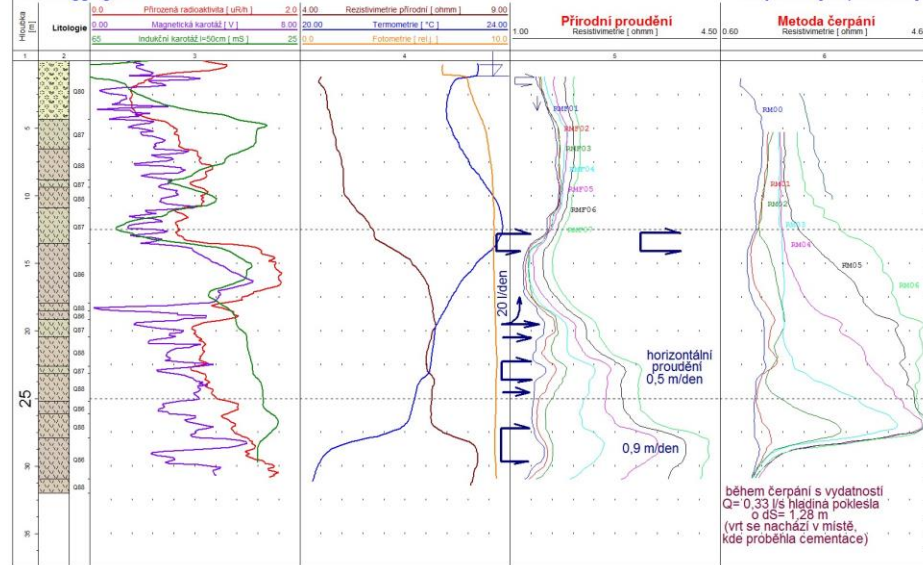 Hloubka
[m]
Litologie
0.0 Přirozená radioaktivita [ uR/h ] 2.0
0.00 Magnetická karotáž [ V ] 8.00
65 Indukční karotáž l=50cm [ mS ] 25
4.00 Rezistivimetrie přírodní [ ohmm ] 9.00
20.00 Termometrie [ °C ] 24.00
0.0 Fotometrie [ rel.j. ] 10.0
Přírodní proudění
Resistivimetrie [ ohmm ]
1.00 4.50
Metoda čerpání
Resistivimetrie [ ohmm ]
0.60
1 2 3 4 5 6
5
10
15
20
25
30
35
Q80
Q87
Q88
Q87
Q88
Q87
Q86
Q88
Q86
Q87
Q88
Q87
Q88
Q86
Q88
Q88
20 l/den
RMF01
RMF02
RMF03
RMF04
RMF05
RMF06
RMF07
horizontální
proudění
0,5 m/den
0,9 m/den
RM00
RM01
RM02
RM03
RM04
RM05
RM06
během čerpání s vydatností
Q= 0,33 l/s hladina poklesla
o dS= 1,28 m
(vrt se nachází v místě,
kde proběhla cementace)